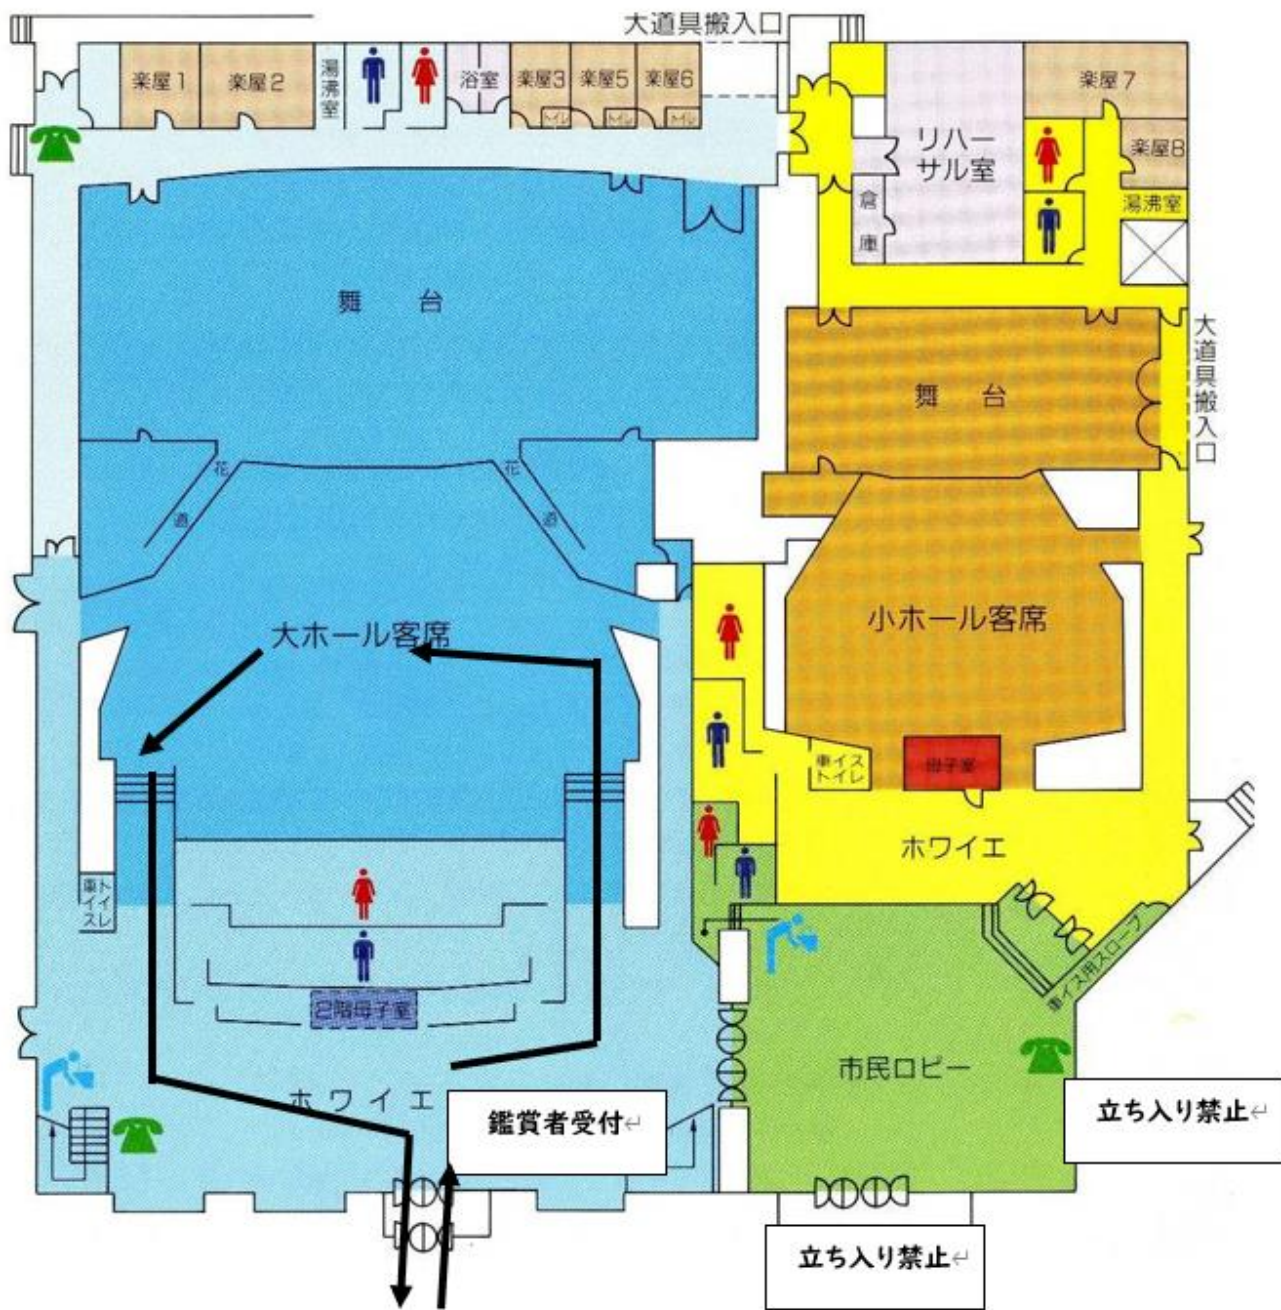 大道具搬入口
楽屋1
楽屋2
湯沸室
浴室
楽屋3
楽屋5
楽屋6
トイレ
トイレ
トイレ
楽屋7
リハー
サル室
楽屋8
倉庫
湯沸室
舞台
舞台
大道具搬入口
花道
花道
大ホール客席
小ホール客席
車イス
トイレ
母子室
ホワイエ
車イス
トイレ
車イス用スロープ
2階母子室
市民ロビー
ホワイエ
鑑賞者受付↵
立ち入り禁止↵
立ち入り禁止↵